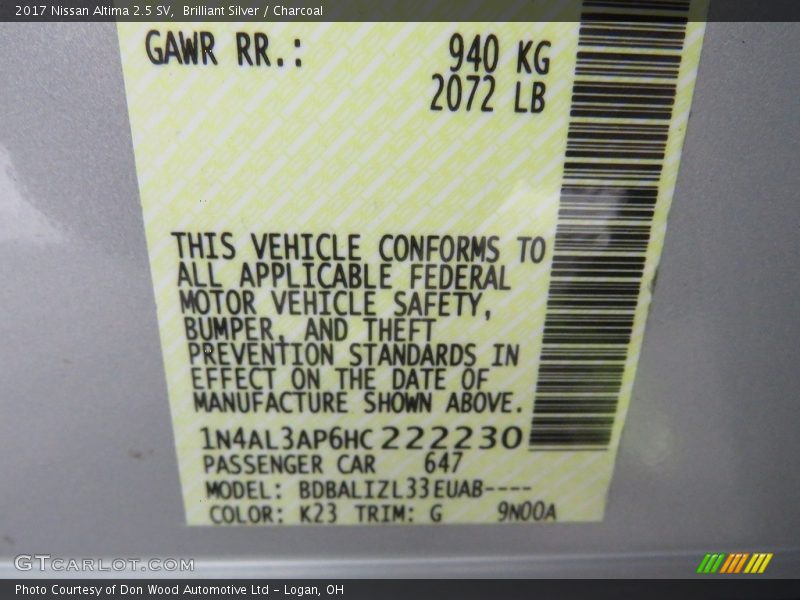 2017 Nissan Altima 2.5 SV,  Brilliant Silver / Charcoal
GAWR RR.: 940 KG
2072 LB
THIS VEHICLE CONFORMS TO
ALL APPLICABLE FEDERAL
MOTOR VEHICLE SAFETY,
BUMPER, AND THEFT
PREVENTION STANDARDS IN
EFFECT ON THE DATE OF
MANUFACTURE SHOWN ABOVE.
1N4AL3AP6HC222230
PASSENGER CAR 647
MODEL: BDBALIZL33EUAB----
COLOR: K23 TRIM: G 9N00A
GTCARLOT.COM
Photo Courtesy of Don Wood Automotive Ltd - Logan, OH